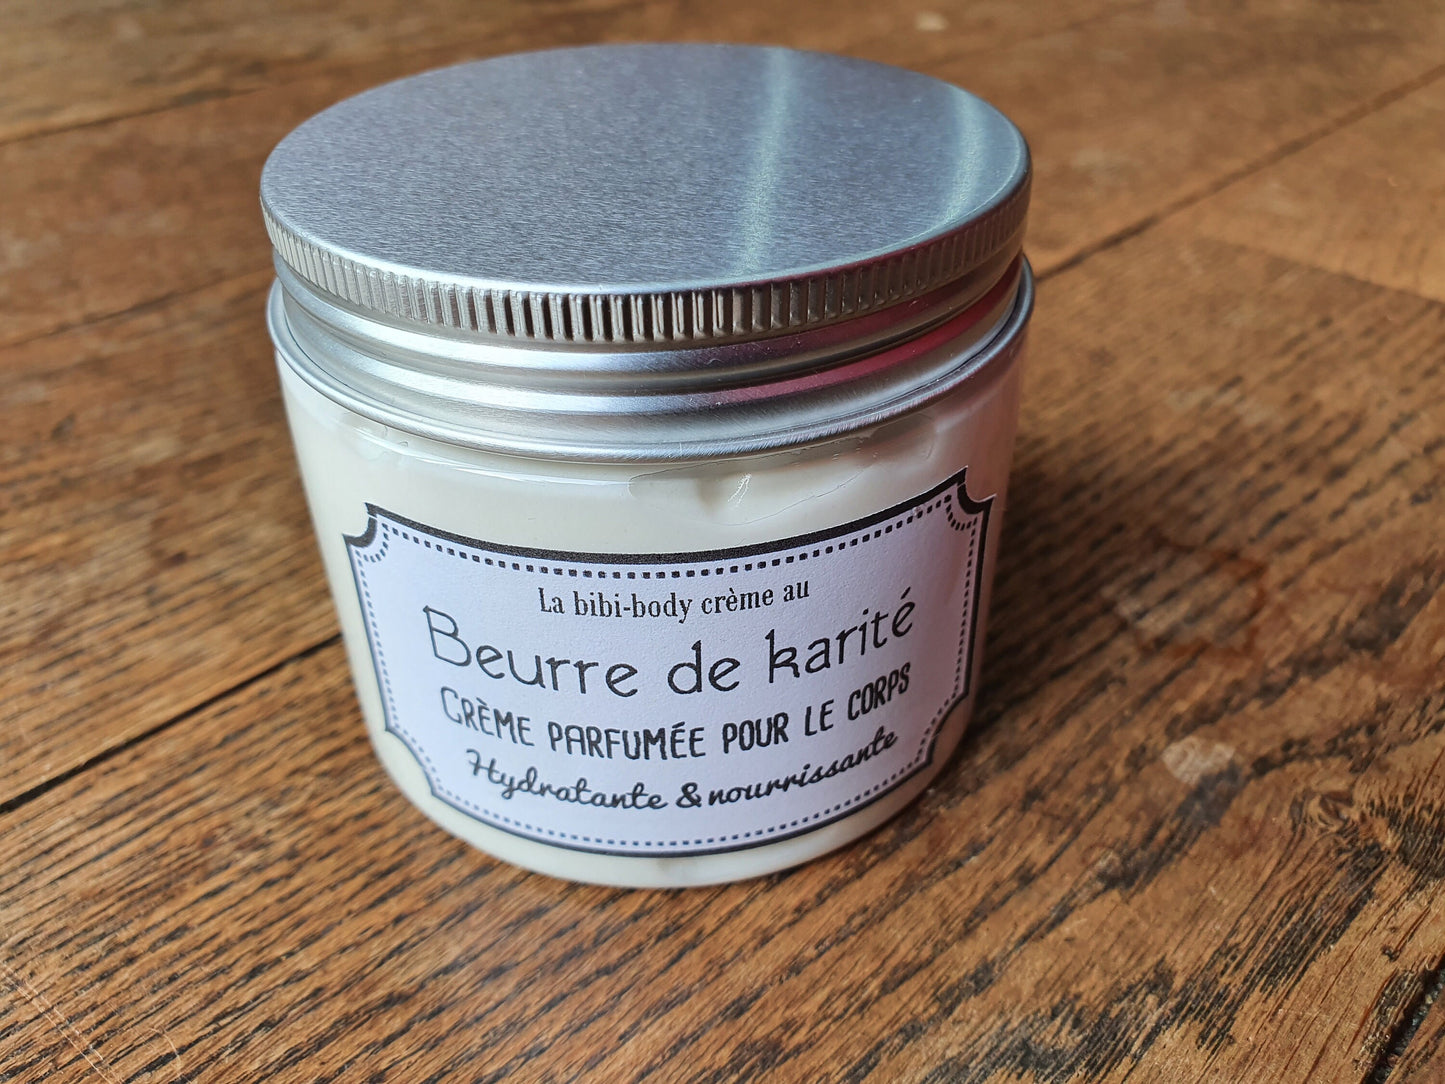 La bibi-body crème au
Beurre de karité
CRÈME PARFUMÉE POUR LE CORPS
Hydratante & nourrissante